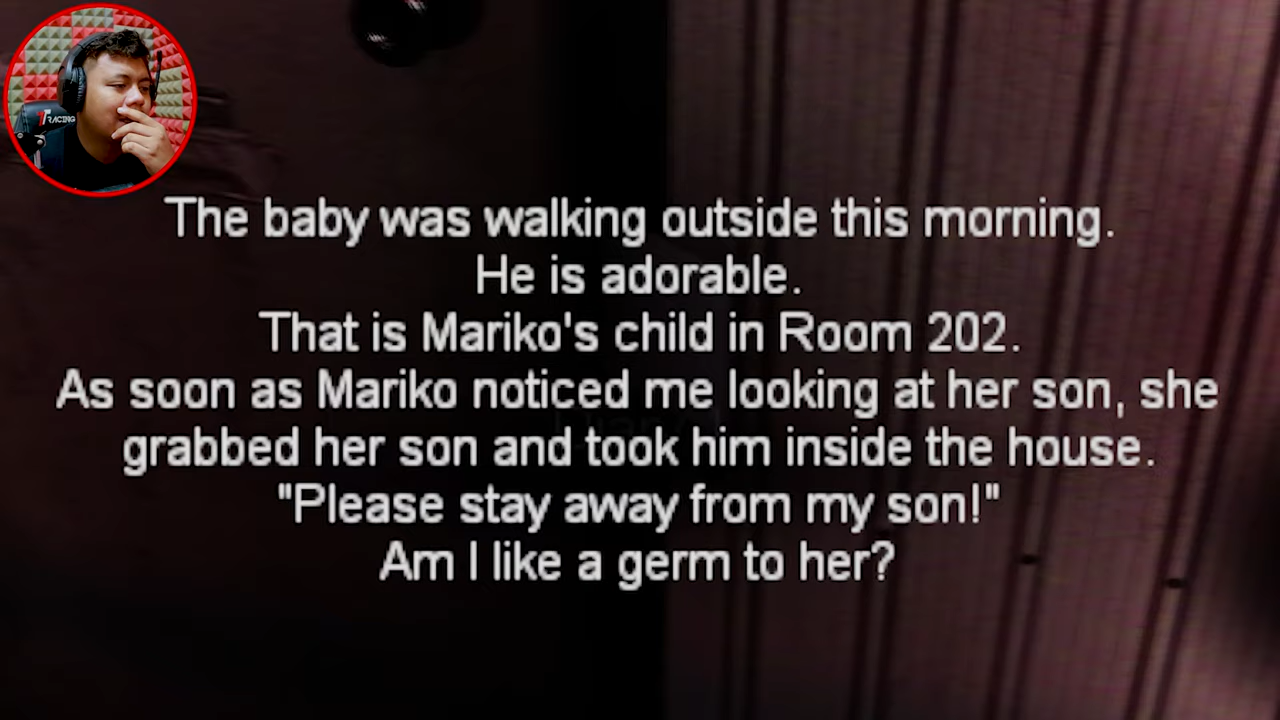 RACING
The baby was walking outside this morning.
He is adorable.
That is Mariko's child in Room 202.
As soon as Mariko noticed me looking at her son, she
grabbed her son and took him inside the house.
"Please stay away from my son!"
Am I like a germ to her?